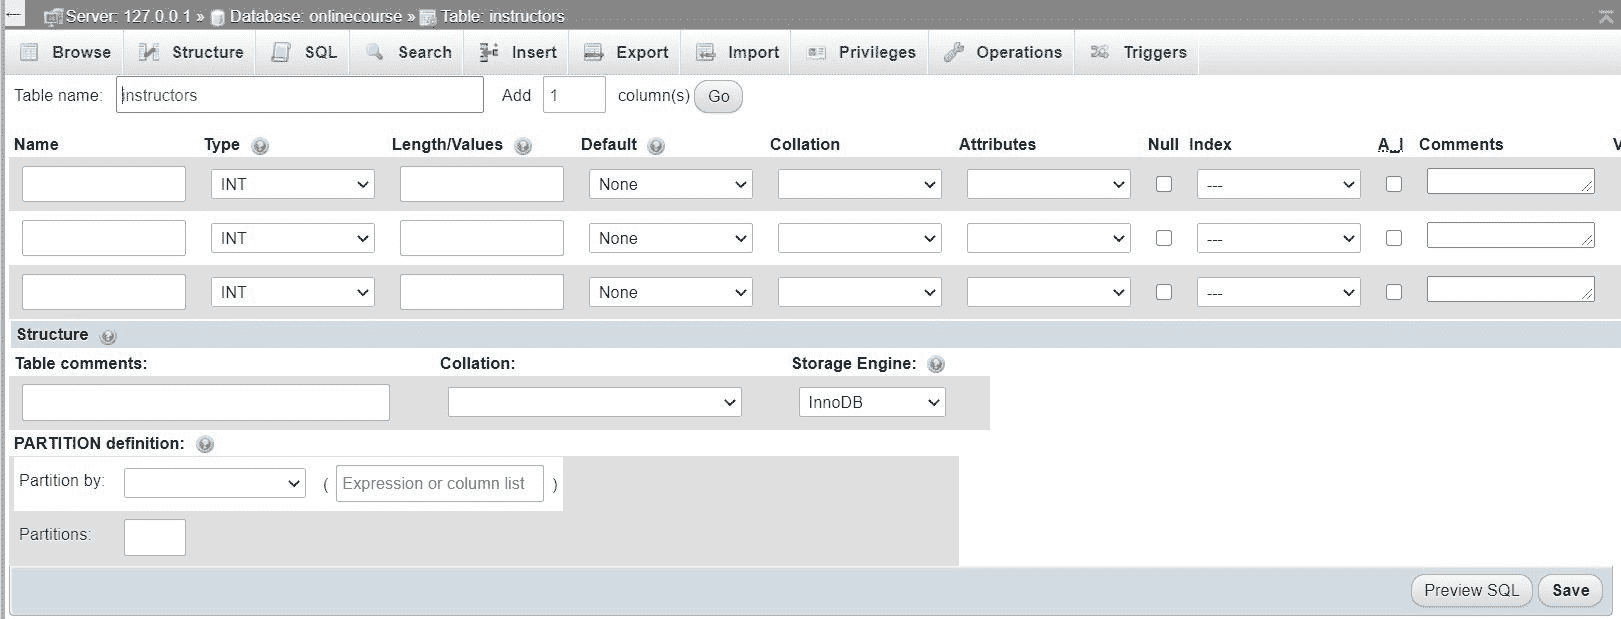 Server: 127.0.0.1 » Database: onlinecourse » Table: instructors
Browse Structure SQL Search Insert Export Import Privileges Operations Triggers
Table name: instructors Add 1 column(s) Go
Name Type Length/Values Default Collation Attributes Null Index A_I Comments V
INT None ---
INT None ---
INT None ---
Structure
Table comments: Collation: Storage Engine:
InnoDB
PARTITION definition:
Partition by: ( Expression or column list )
Partitions:
Preview SQL Save